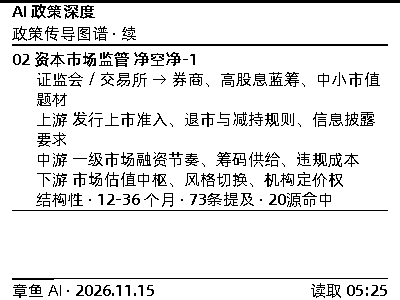 AI 政策深度
政策传导图谱 · 续
02 资本市场监管 净空净-1
证监会 / 交易所 → 券商、高股息蓝筹、中小市值
题材
上游 发行上市准入、退市与减持规则、信息披露
要求
中游 一级市场融资节奏、筹码供给、违规成本
下游 市场估值中枢、风格切换、机构定价权
结构性 · 12-36 个月 · 73条提及 · 20源命中
章鱼 AI · 2026.11.15
读取 05:25